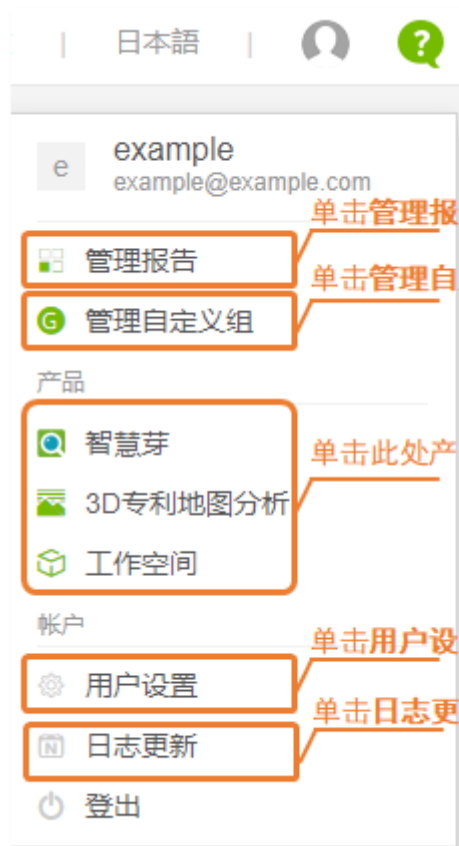 日本語
?
e
example
example@example.com
单击管理报
管理报告
单击管理自
G 管理自定义组
产品
智慧芽
单击此处产
3D专利地图分析
工作空间
帐户
单击用户设
用户设置
单击日志更
N 日志更新
登出